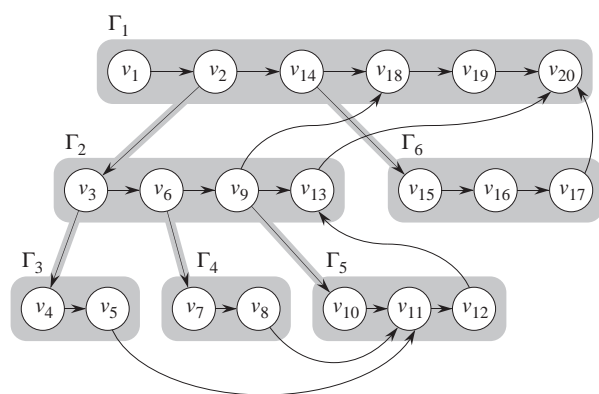 Γ₁
v₁ v₂ v₁₄ v₁₈ v₁₉ v₂₀
Γ₂ Γ₆
v₃ v₆ v₉ v₁₃ v₁₅ v₁₆ v₁₇
Γ₃ Γ₄ Γ₅
v₄ v₅ v₇ v₈ v₁₀ v₁₁ v₁₂